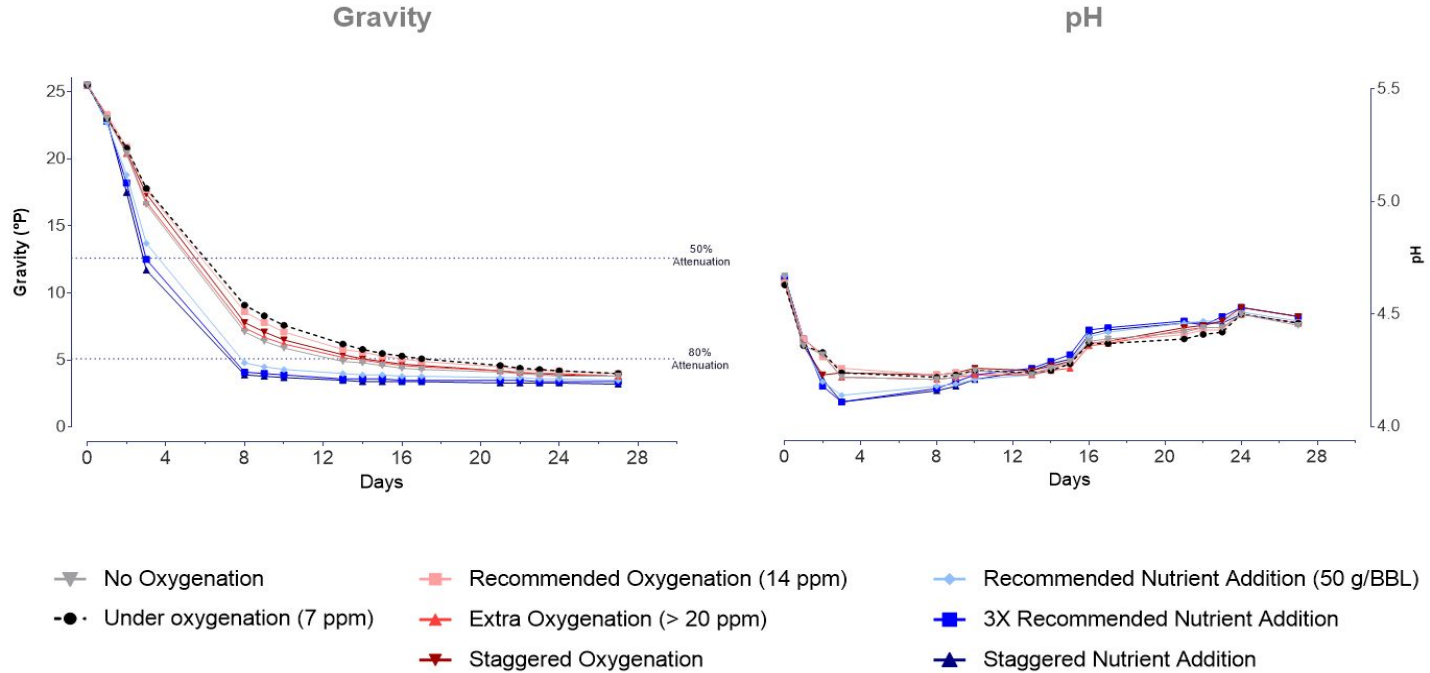 Gravity
pH
25
20
15
10
5
0
Gravity (°P)
50%
Attenuation
80%
Attenuation
0 4 8 12 16 20 24 28
Days
5.5
5.0
4.5
4.0
pH
0 4 8 12 16 20 24 28
Days
No Oxygenation
Recommended Oxygenation (14 ppm)
Recommended Nutrient Addition (50 g/BBL)
Under oxygenation (7 ppm)
Extra Oxygenation (> 20 ppm)
3X Recommended Nutrient Addition
Staggered Oxygenation
Staggered Nutrient Addition